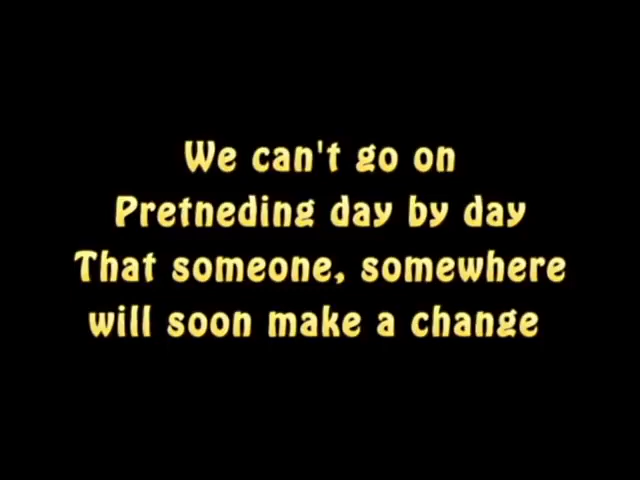 We can't go on
Pretneding day by day
That someone, somewhere
will soon make a change